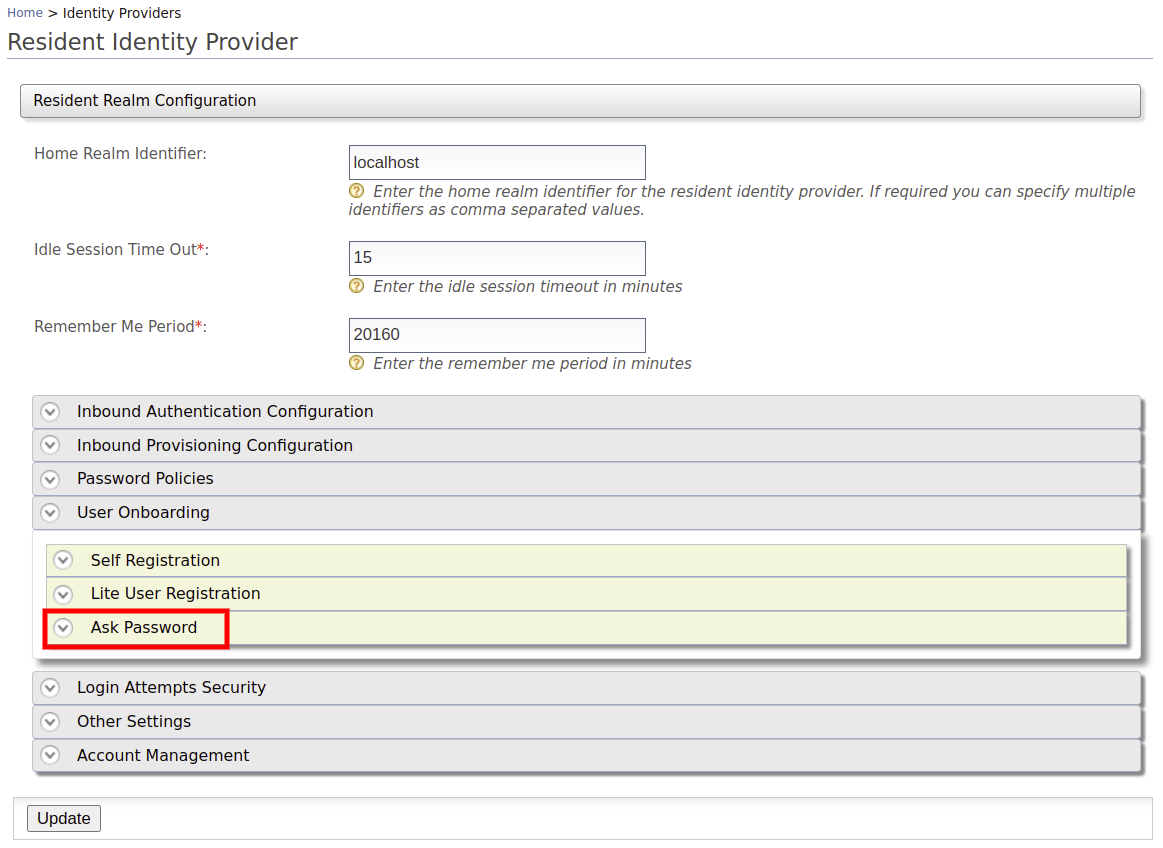 Home > Identity Providers
Resident Identity Provider
Resident Realm Configuration
Home Realm Identifier:
localhost
? Enter the home realm identifier for the resident identity provider. If required you can specify multiple
identifiers as comma separated values.
Idle Session Time Out*:
15
? Enter the idle session timeout in minutes
Remember Me Period*:
20160
? Enter the remember me period in minutes
Inbound Authentication Configuration
Inbound Provisioning Configuration
Password Policies
User Onboarding
Self Registration
Lite User Registration
Ask Password
Login Attempts Security
Other Settings
Account Management
Update